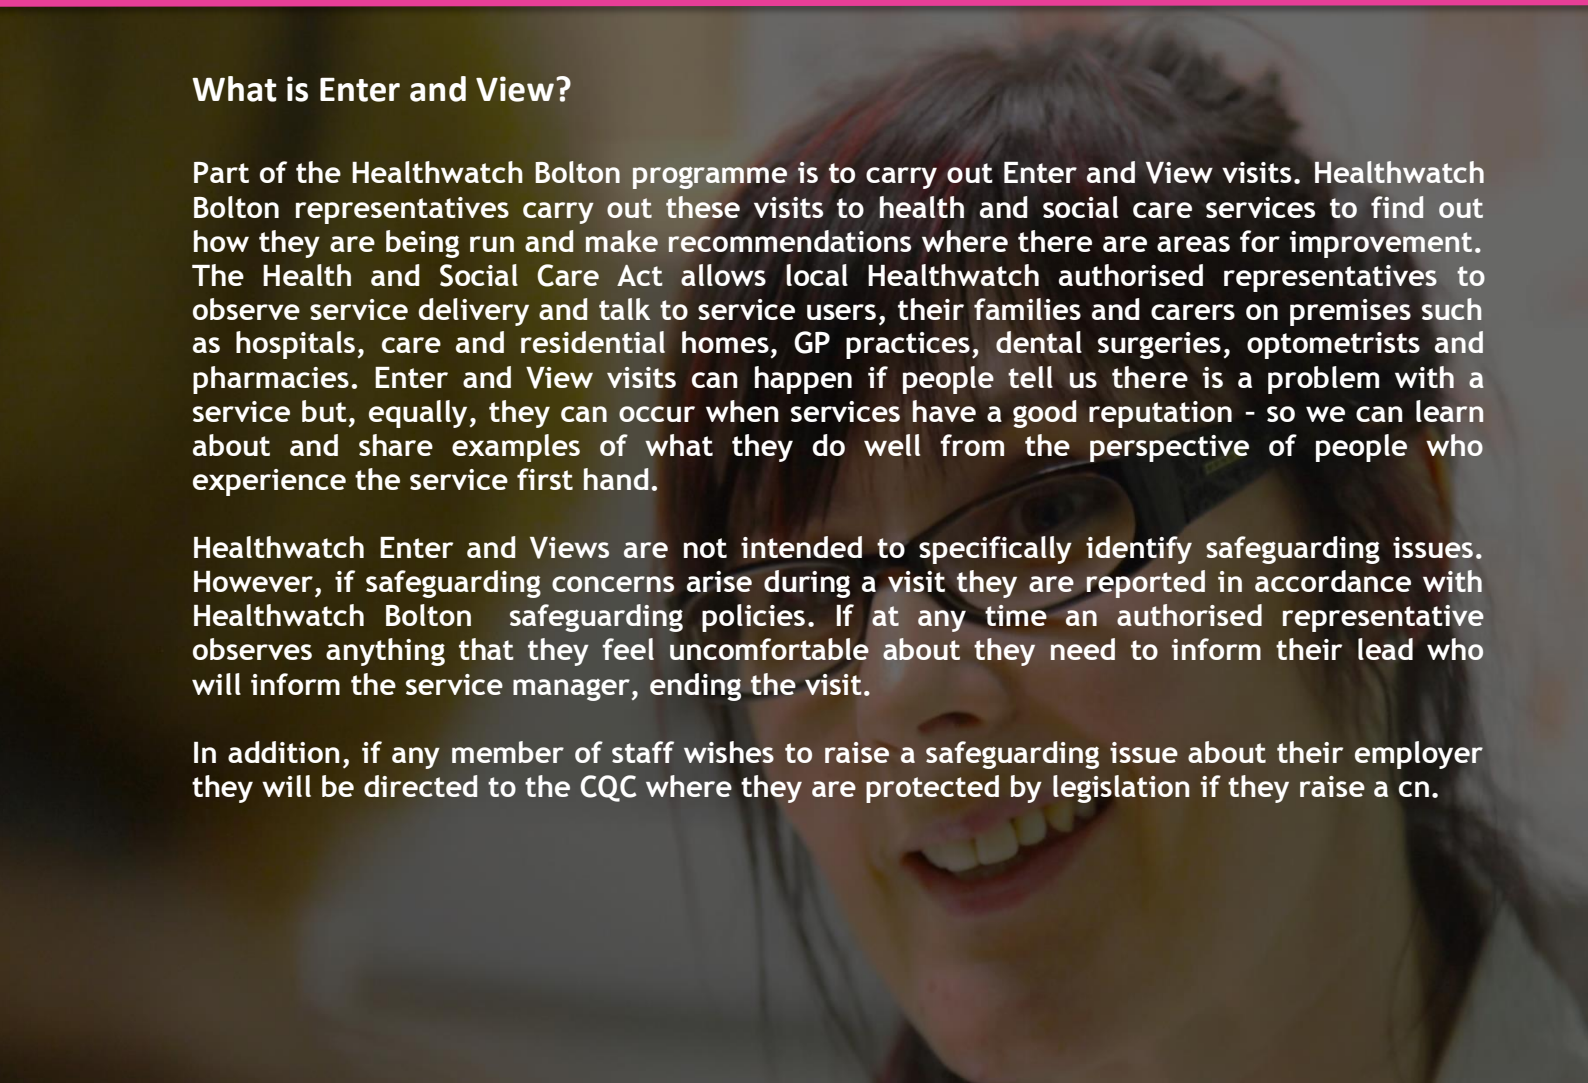 What is Enter and View?
Part of the Healthwatch Bolton programme is to carry out Enter and View visits. Healthwatch
Bolton representatives carry out these visits to health and social care services to find out
how they are being run and make recommendations where there are areas for improvement.
The Health and Social Care Act allows local Healthwatch authorised representatives to
observe service delivery and talk to service users, their families and carers on premises such
as hospitals, care and residential homes, GP practices, dental surgeries, optometrists and
pharmacies. Enter and View visits can happen if people tell us there is a problem with a
service but, equally, they can occur when services have a good reputation – so we can learn
about and share examples of what they do well from the perspective of people who
experience the service first hand.
Healthwatch Enter and Views are not intended to specifically identify safeguarding issues.
However, if safeguarding concerns arise during a visit they are reported in accordance with
Healthwatch Bolton  safeguarding policies. If at any time an authorised representative
observes anything that they feel uncomfortable about they need to inform their lead who
will inform the service manager, ending the visit.
In addition, if any member of staff wishes to raise a safeguarding issue about their employer
they will be directed to the CQC where they are protected by legislation if they raise a cn.